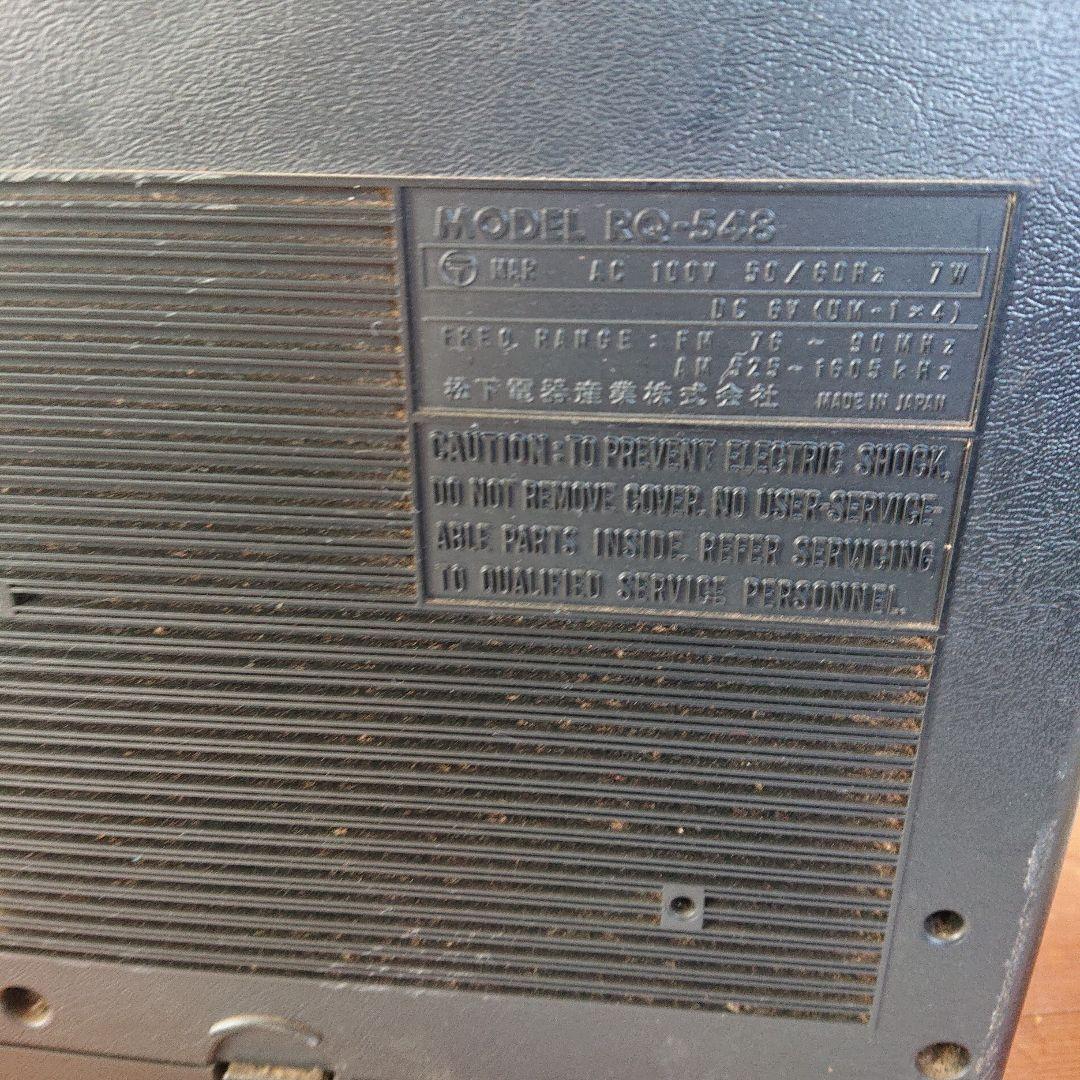 MODEL RQ-548
〒 MAR AC 100V 50/60Hz 7W
DC 6V (UM-1×4)
FREQ. RANGE : FM 76 ~ 90MHz
AM 525~1605kHz
松下電器産業株式会社 MADE IN JAPAN
CAUTION : TO PREVENT ELECTRIC SHOCK,
DO NOT REMOVE COVER. NO USER-SERVICE-
ABLE PARTS INSIDE. REFER SERVICING
TO QUALIFIED SERVICE PERSONNEL.